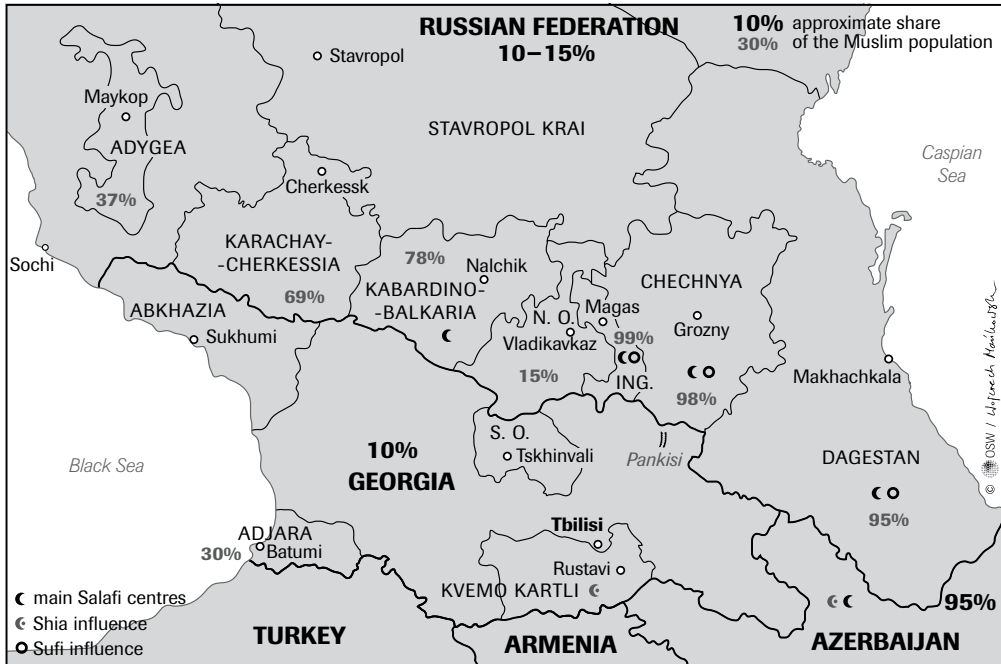 RUSSIAN FEDERATION
10–15%
10% approximate share
30% of the Muslim population
Stavropol
Maykop
ADYGEA
37%
STAVROPOL KRAI
Caspian
Sea
Cherkessk
Sochi
KARACHAY-
-CHERKESSIA
69%
78%
Nalchik
KABARDINO-
-BALKARIA
CHECHNYA
Grozny
98%
ABKHAZIA
Sukhumi
N. O.
Vladikavkaz
15%
Magas
99%
ING.
Makhachkala
Black Sea
10%
GEORGIA
S. O.
Tskhinvali
Pankisi
DAGESTAN
95%
ADJARA
30%
Batumi
Tbilisi
Rustavi
KVEMO KARTLI
95%
AZERBAIJAN
TURKEY
ARMENIA
main Salafi centres
Shia influence
Sufi influence
© OSW / Wojciech Mańkowski